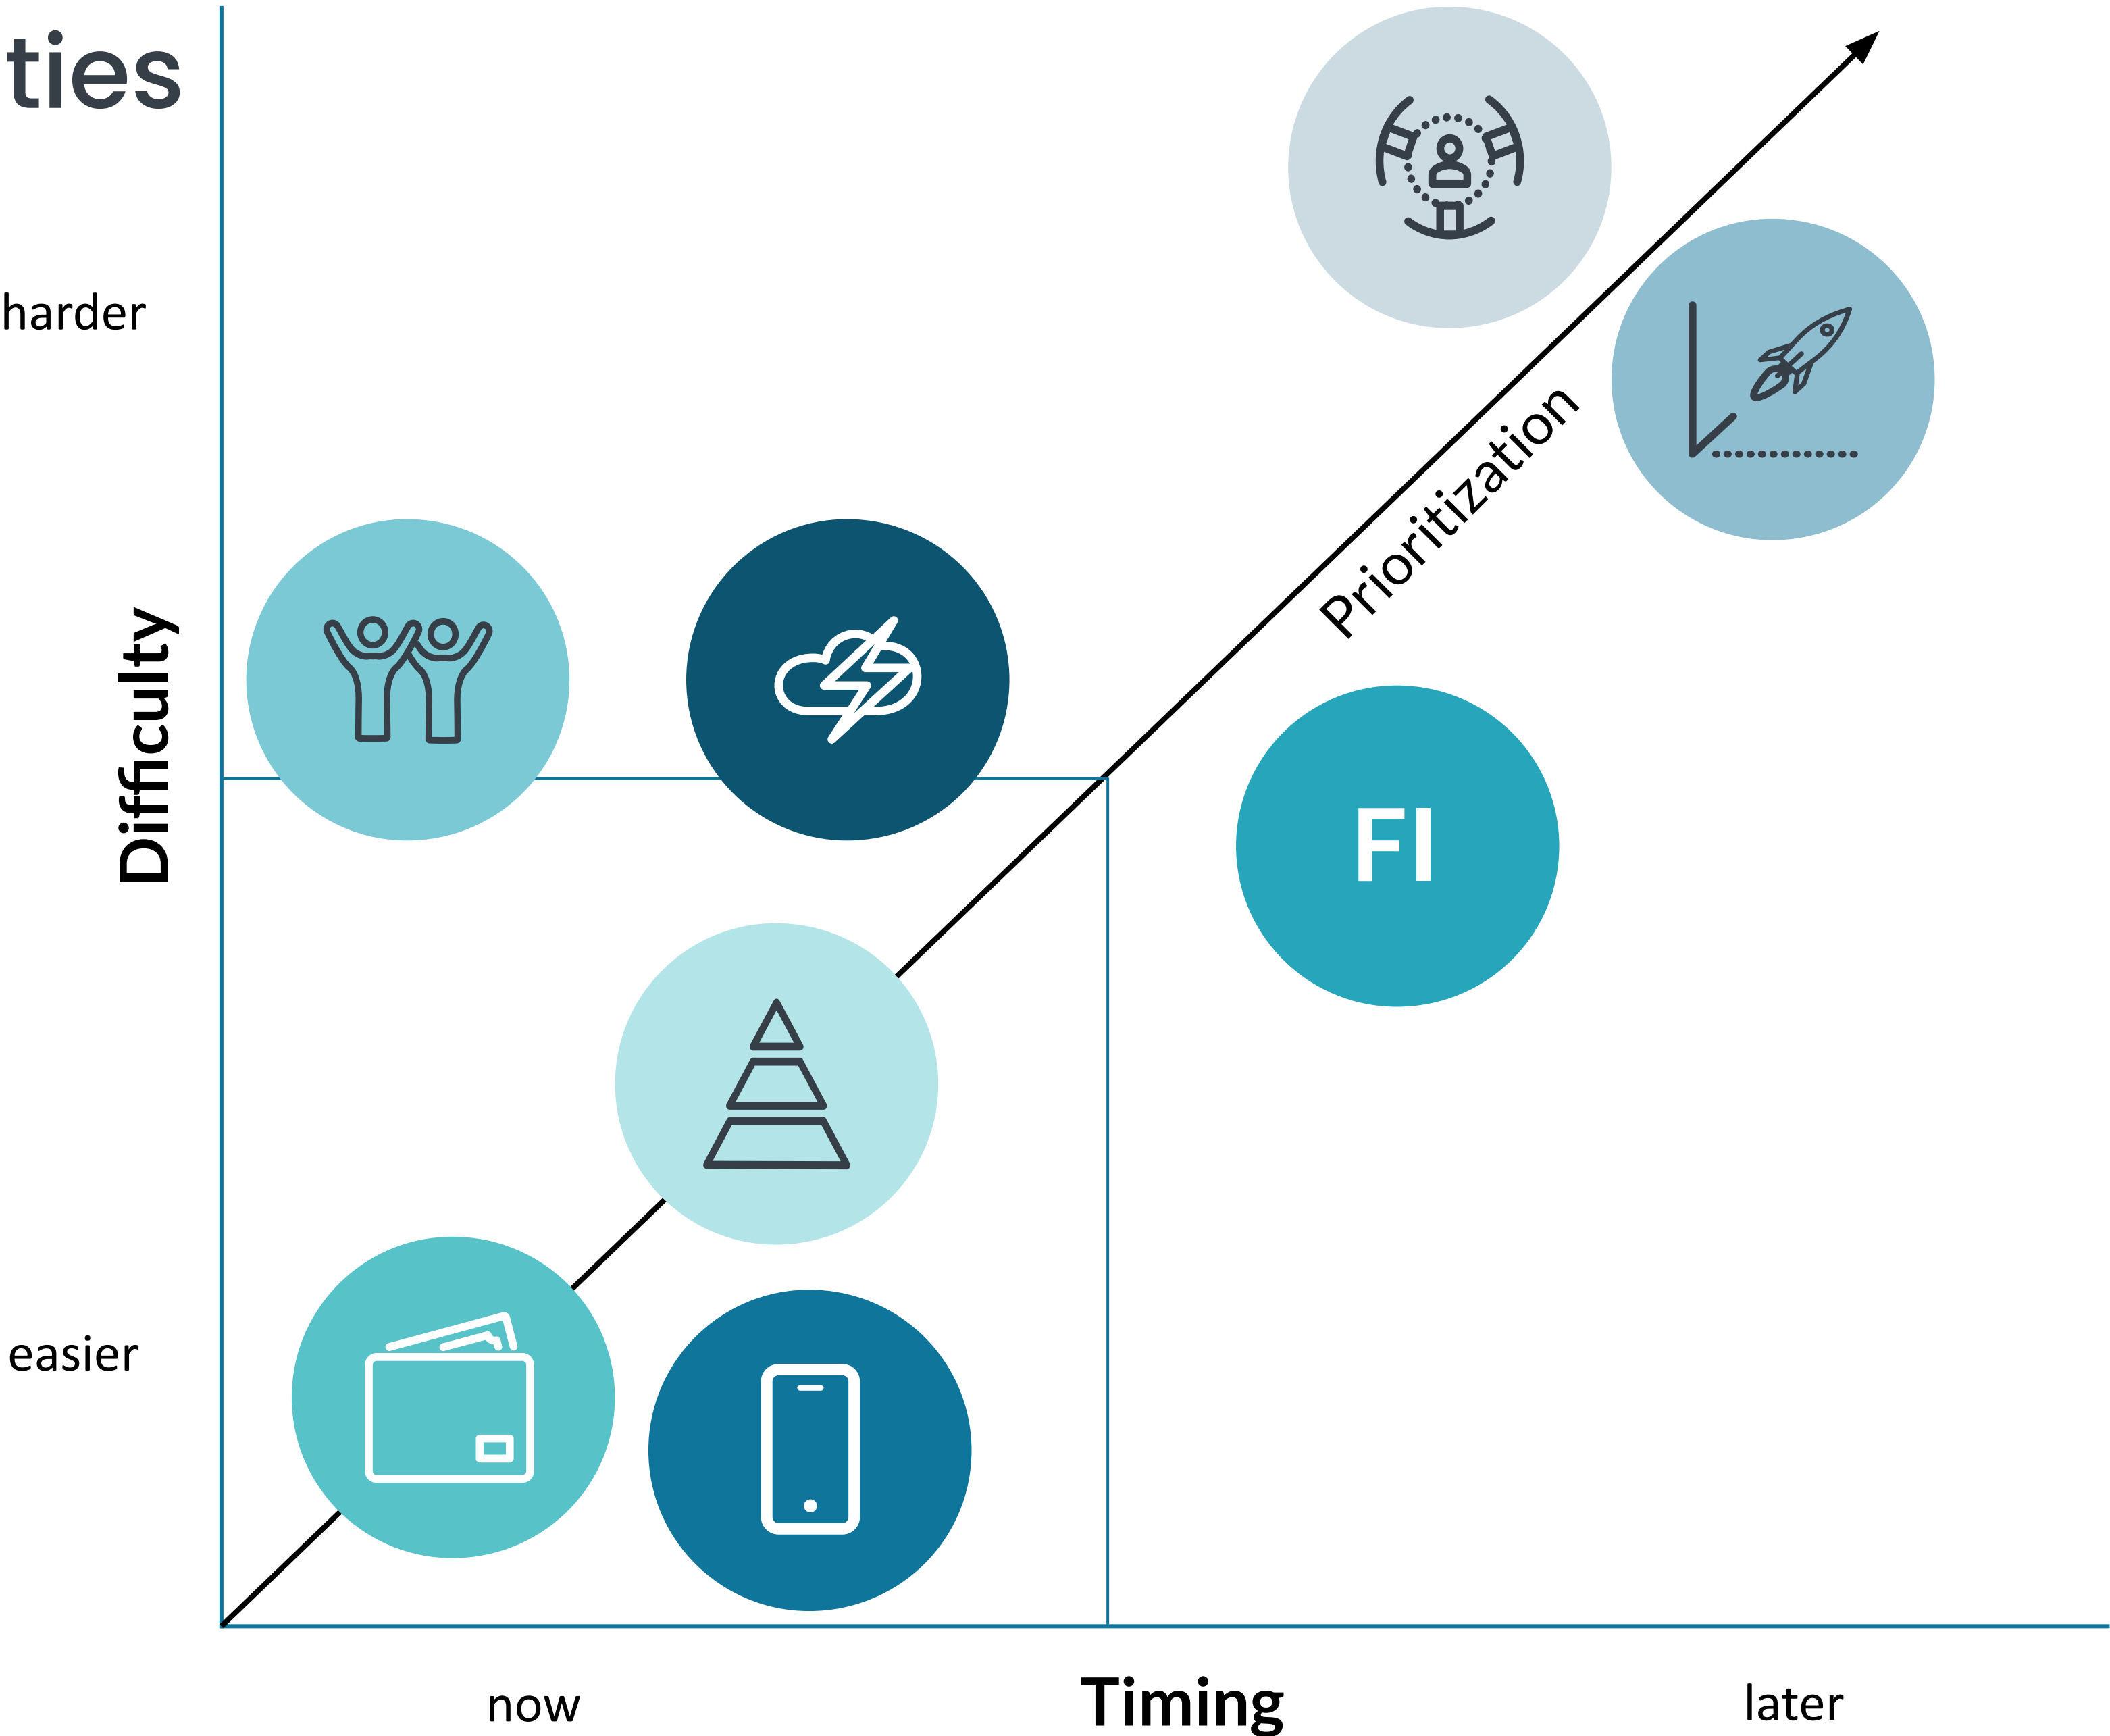 ties
harder
Prioritization
Difficulty
FI
easier
now
Timing
later